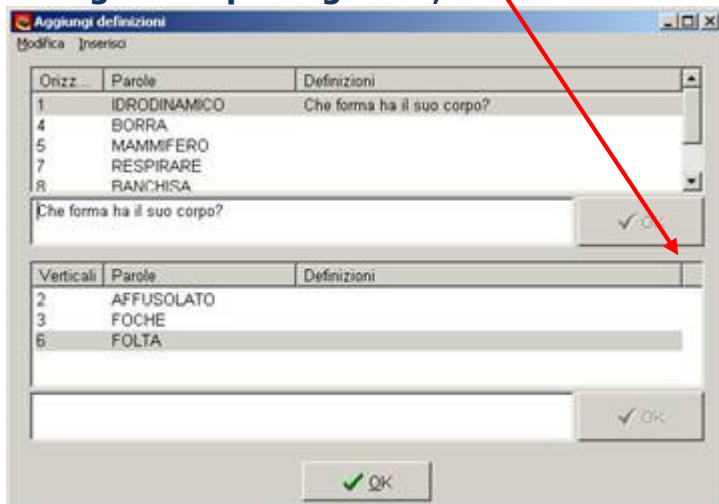 Aggiungi definizioni
Modifica Inserisci
Orizz... Parole Definizioni
1 IDRODINAMICO Che forma ha il suo corpo?
4 BORRA
5 MAMMIFERO
7 RESPIRARE
8 BANCHISA
Che forma ha il suo corpo?
OK
Verticali Parole Definizioni
2 AFFUSOLATO
3 FOCHE
6 FOLTA
OK
OK